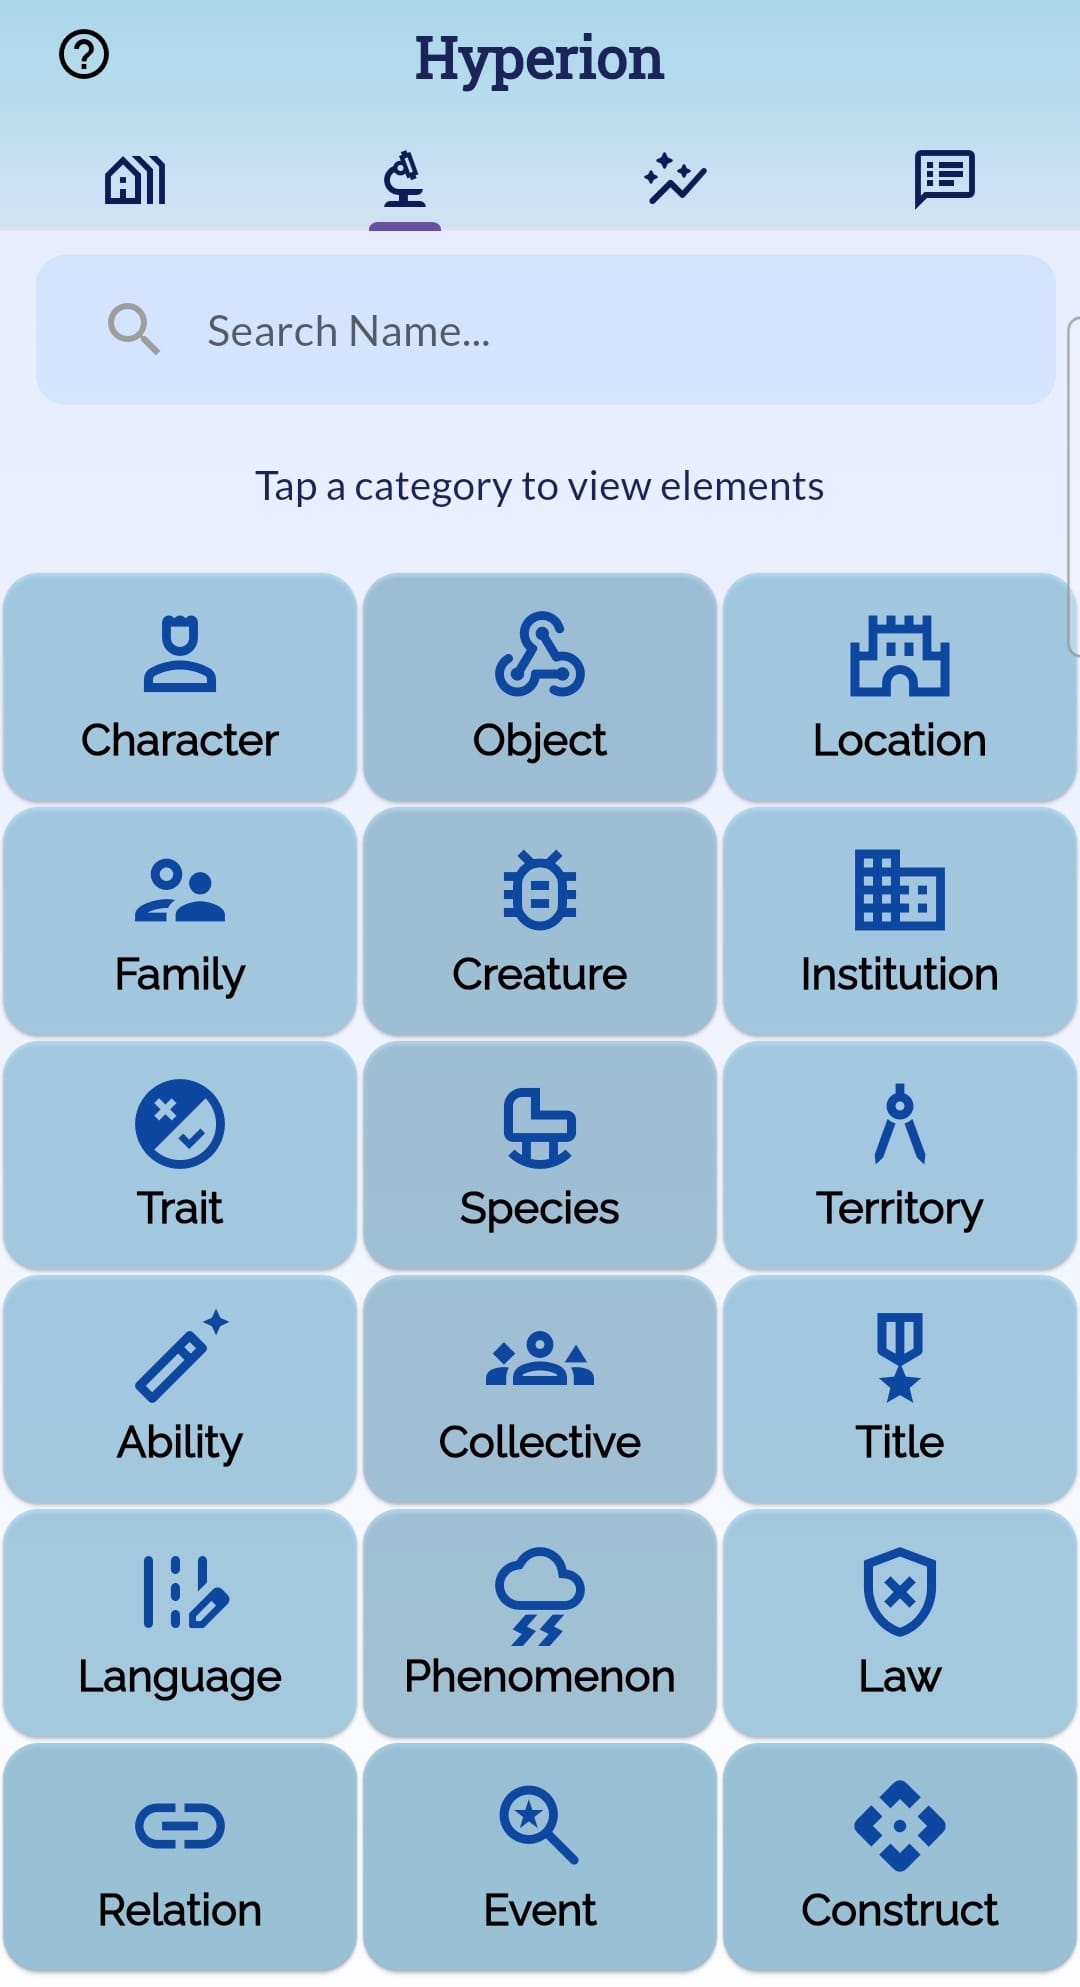 Hyperion
Search Name...
Tap a category to view elements
Character
Object
Location
Family
Creature
Institution
Trait
Species
Territory
Ability
Collective
Title
Language
Phenomenon
Law
Relation
Event
Construct